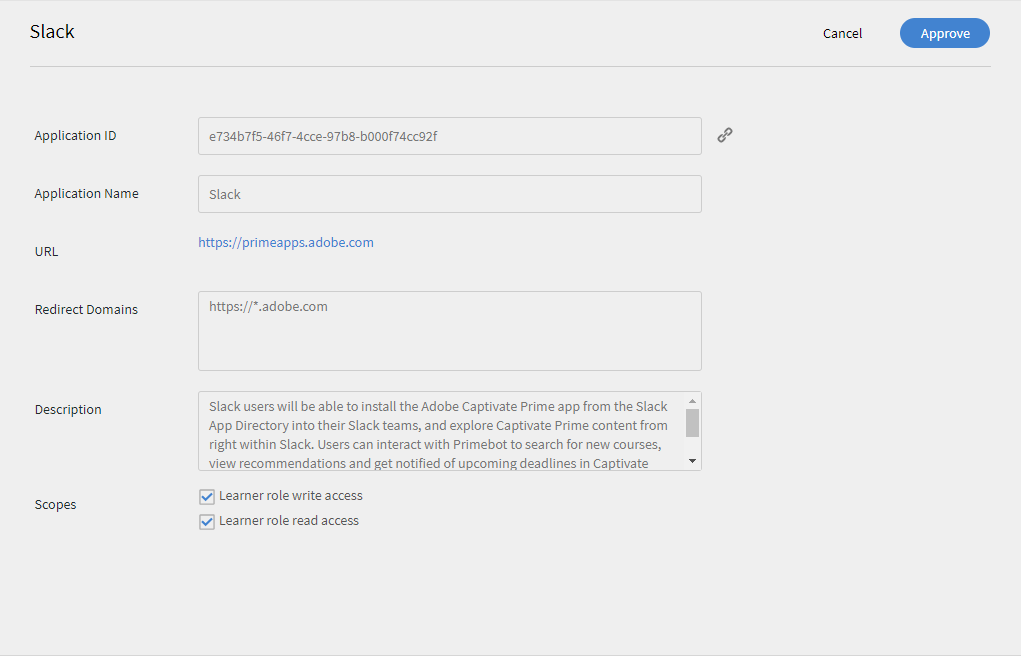 Slack
Cancel
Approve
Application ID
e734b7f5-46f7-4cce-97b8-b000f74cc92f
Application Name
Slack
URL
https://primeapps.adobe.com
Redirect Domains
https://*.adobe.com
Description
Slack users will be able to install the Adobe Captivate Prime app from the Slack
App Directory into their Slack teams, and explore Captivate Prime content from
right within Slack. Users can interact with Primebot to search for new courses,
view recommendations and get notified of upcoming deadlines in Captivate
Scopes
Learner role write access
Learner role read access